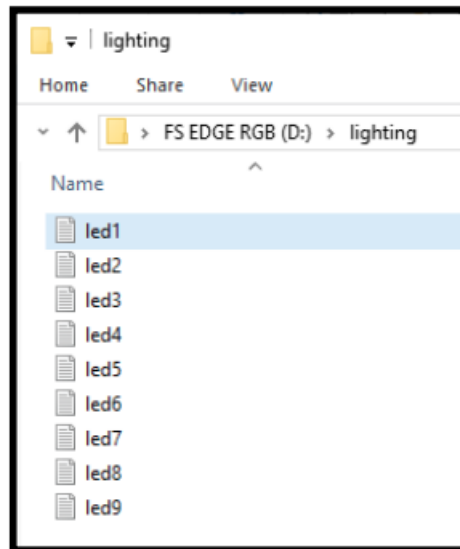 lighting
Home Share View
FS EDGE RGB (D:) > lighting
Name
led1
led2
led3
led4
led5
led6
led7
led8
led9